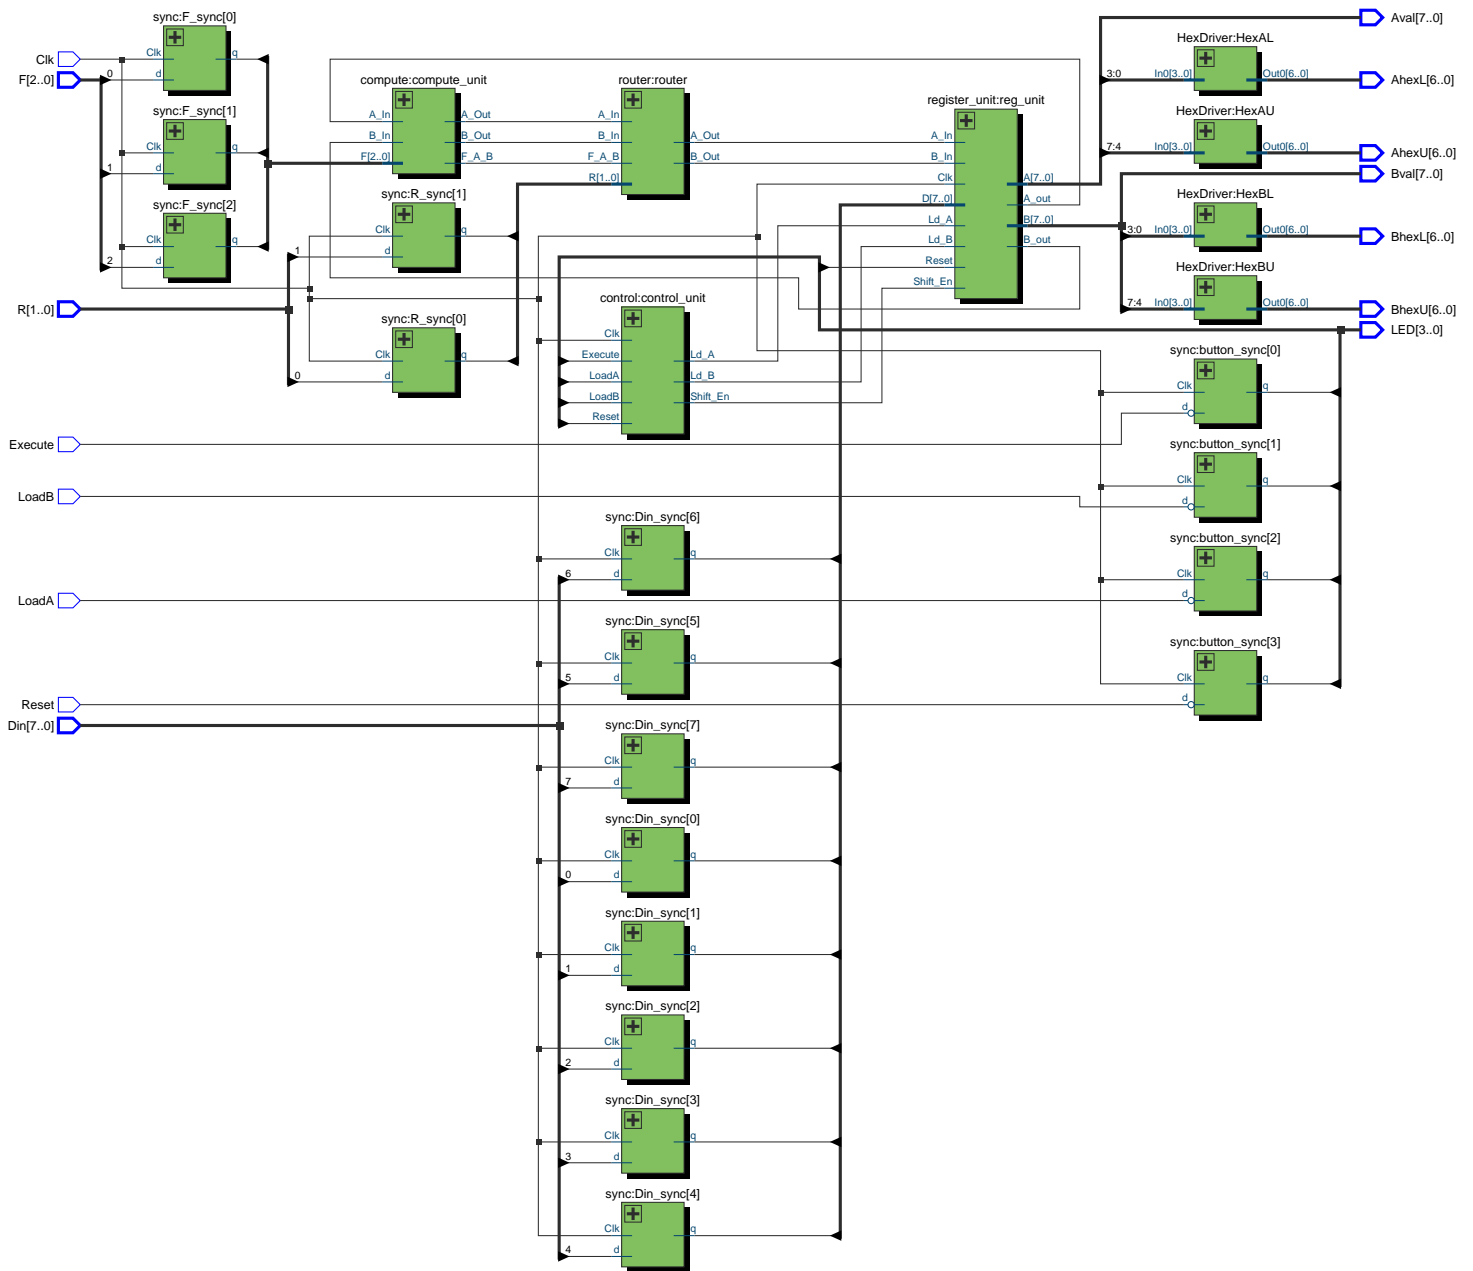 sync:F_sync[0]
Clk
d
q
sync:F_sync[1]
Clk
d
q
sync:F_sync[2]
Clk
d
q
Clk
F[2..0]
0
1
2
R[1..0]
1
0
Execute
LoadB
LoadA
Reset
Din[7..0]
compute:compute_unit
A_In
B_In
F[2..0]
A_Out
B_Out
F_A_B
sync:R_sync[1]
Clk
d
q
sync:R_sync[0]
Clk
d
q
router:router
A_In
B_In
F_A_B
R[1..0]
A_Out
B_Out
control:control_unit
Clk
Execute
LoadA
LoadB
Reset
Ld_A
Ld_B
Shift_En
register_unit:reg_unit
A_In
B_In
Clk
D[7..0]
Ld_A
Ld_B
Reset
Shift_En
A[7..0]
A_out
B[7..0]
B_out
sync:Din_sync[6]
Clk
6
d
q
sync:Din_sync[5]
Clk
5
d
q
sync:Din_sync[7]
Clk
7
d
q
sync:Din_sync[0]
Clk
0
d
q
sync:Din_sync[1]
Clk
1
d
q
sync:Din_sync[2]
Clk
2
d
q
sync:Din_sync[3]
Clk
3
d
q
sync:Din_sync[4]
Clk
4
d
q
HexDriver:HexAL
3:0
In0[3..0]
Out0[6..0]
HexDriver:HexAU
7:4
In0[3..0]
Out0[6..0]
HexDriver:HexBL
3:0
In0[3..0]
Out0[6..0]
HexDriver:HexBU
7:4
In0[3..0]
Out0[6..0]
sync:button_sync[0]
Clk
d
q
sync:button_sync[1]
Clk
d
q
sync:button_sync[2]
Clk
d
q
sync:button_sync[3]
Clk
d
q
Aval[7..0]
AhexL[6..0]
AhexU[6..0]
Bval[7..0]
BhexL[6..0]
BhexU[6..0]
LED[3..0]